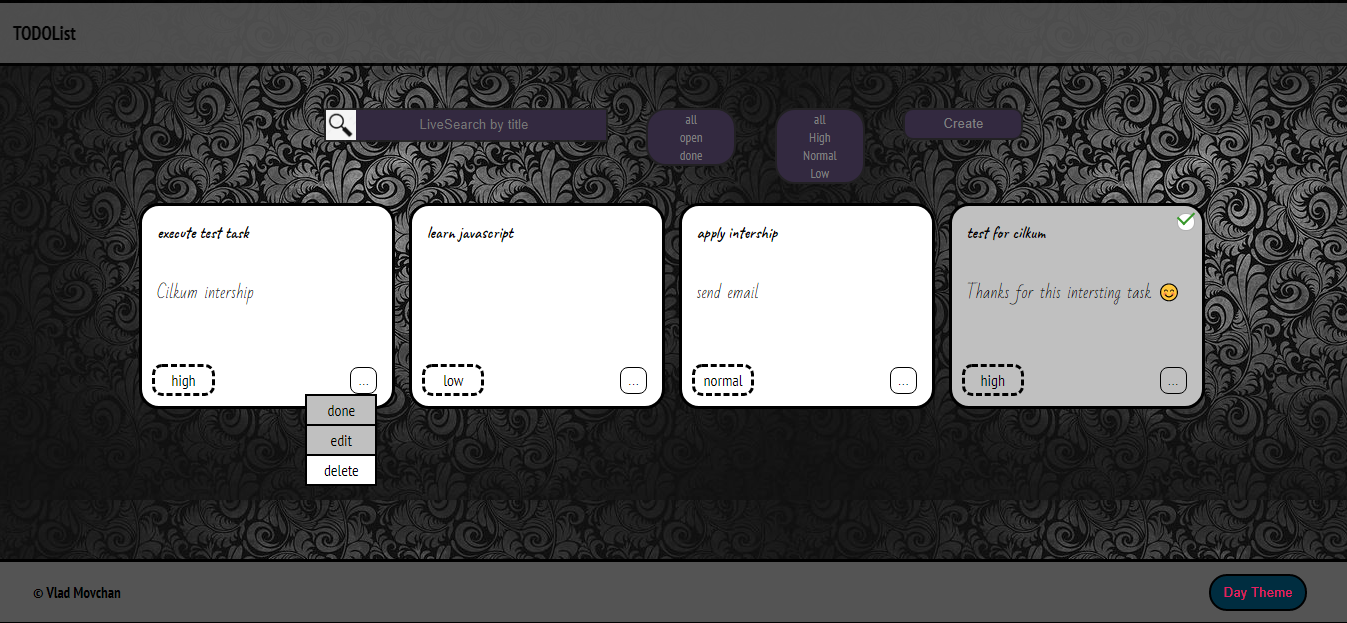 TODOList
LiveSearch by title
all
open
done
all
High
Normal
Low
Create
execute test task
Cilkum intership
high
...
done
edit
delete
learn javascript
low
...
apply intership
send email
normal
...
test for cilkum
Thanks for this intersting task 😊
high
...
© Vlad Movchan
Day Theme